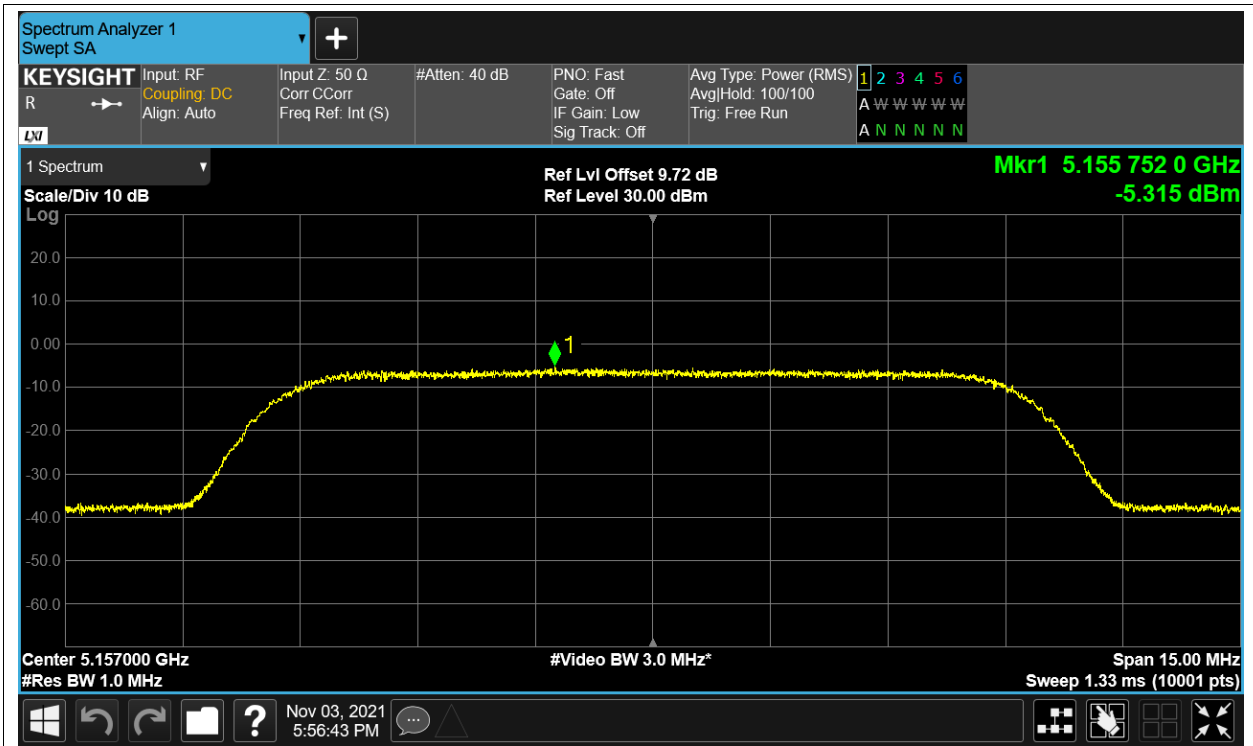 Spectrum Analyzer 1
Swept SA
KEYSIGHT
R
LXI
Input: RF
Coupling: DC
Align: Auto
Input Z: 50 Ω
Corr CCorr
Freq Ref: Int (S)
#Atten: 40 dB
PNO: Fast
Gate: Off
IF Gain: Low
Sig Track: Off
Avg Type: Power (RMS)
Avg|Hold: 100/100
Trig: Free Run
1 2 3 4 5 6
A W W W W W
A N N N N N
1 Spectrum
Scale/Div 10 dB
Log
Ref Lvl Offset 9.72 dB
Ref Level 30.00 dBm
Mkr1 5.155 752 0 GHz
-5.315 dBm
20.0
10.0
0.00
-10.0
-20.0
-30.0
-40.0
-50.0
-60.0
1
Center 5.157000 GHz
#Res BW 1.0 MHz
#Video BW 3.0 MHz*
Span 15.00 MHz
Sweep 1.33 ms (10001 pts)
?
Nov 03, 2021
5:56:43 PM